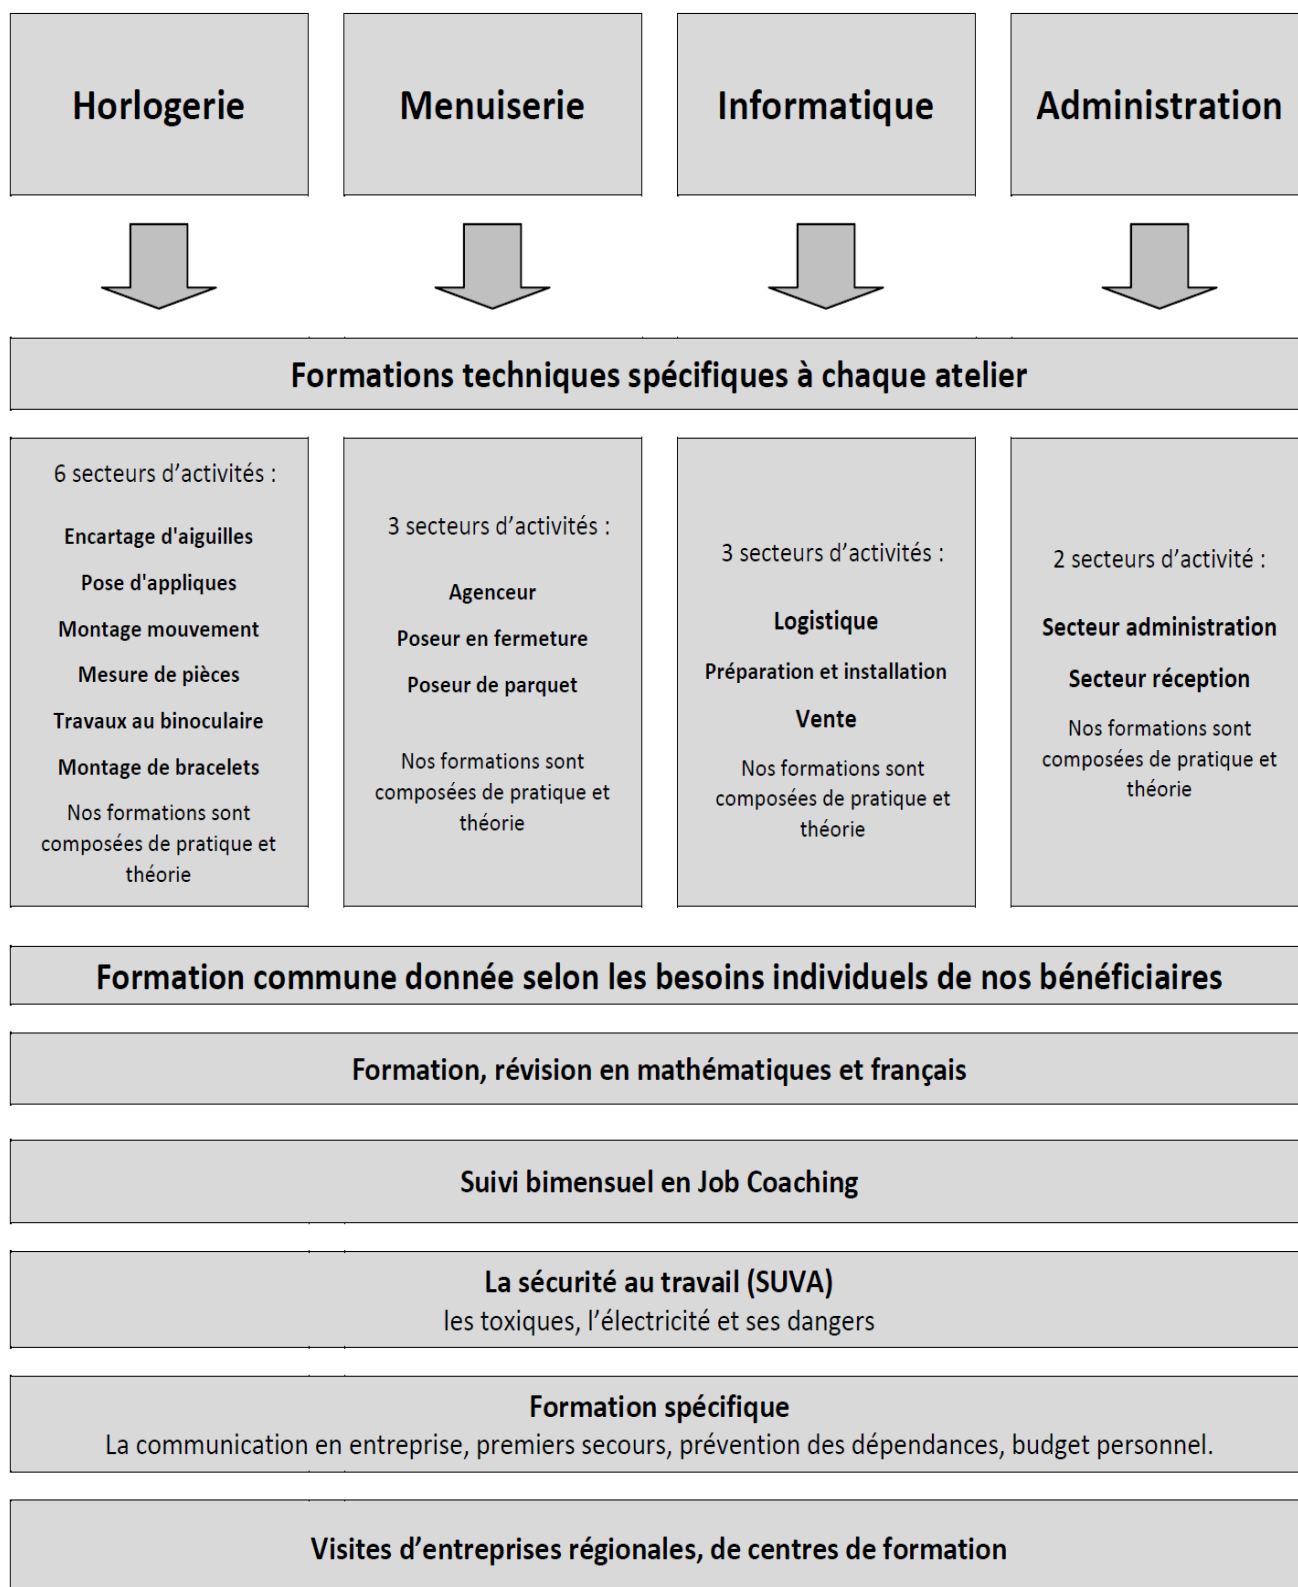 Horlogerie
Menuiserie
Informatique
Administration
Formations techniques spécifiques à chaque atelier
6 secteurs d’activités :
Encartage d'aiguilles
Pose d'appliques
Montage mouvement
Mesure de pièces
Travaux au binoculaire
Montage de bracelets
Nos formations sont
composées de pratique et
théorie
3 secteurs d’activités :
Agenceur
Poseur en fermeture
Poseur de parquet
Nos formations sont
composées de pratique et
théorie
3 secteurs d’activités :
Logistique
Préparation et installation
Vente
Nos formations sont
composées de pratique et
théorie
2 secteurs d’activité :
Secteur administration
Secteur réception
Nos formations sont
composées de pratique et
théorie
Formation commune donnée selon les besoins individuels de nos bénéficiaires
Formation, révision en mathématiques et français
Suivi bimensuel en Job Coaching
La sécurité au travail (SUVA)
les toxiques, l’électricité et ses dangers
Formation spécifique
La communication en entreprise, premiers secours, prévention des dépendances, budget personnel.
Visites d’entreprises régionales, de centres de formation